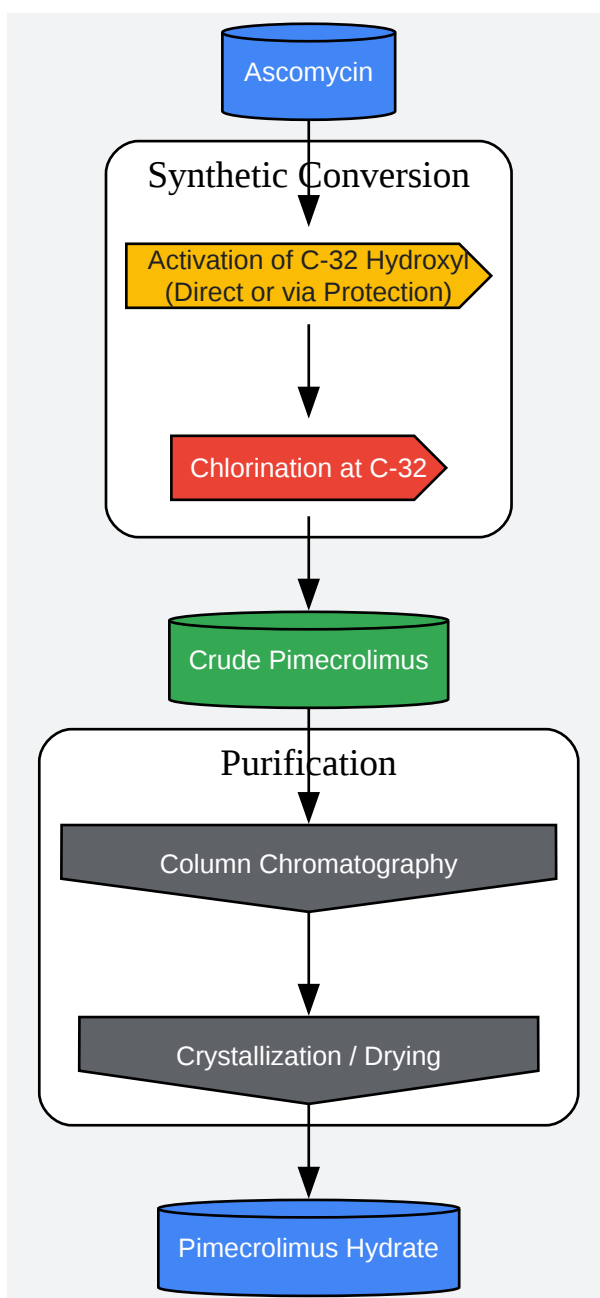 Ascomycin
Synthetic Conversion
Activation of C-32 Hydroxyl
(Direct or via Protection)
Chlorination at C-32
Crude Pimecrolimus
Purification
Column Chromatography
Crystallization / Drying
Pimecrolimus Hydrate